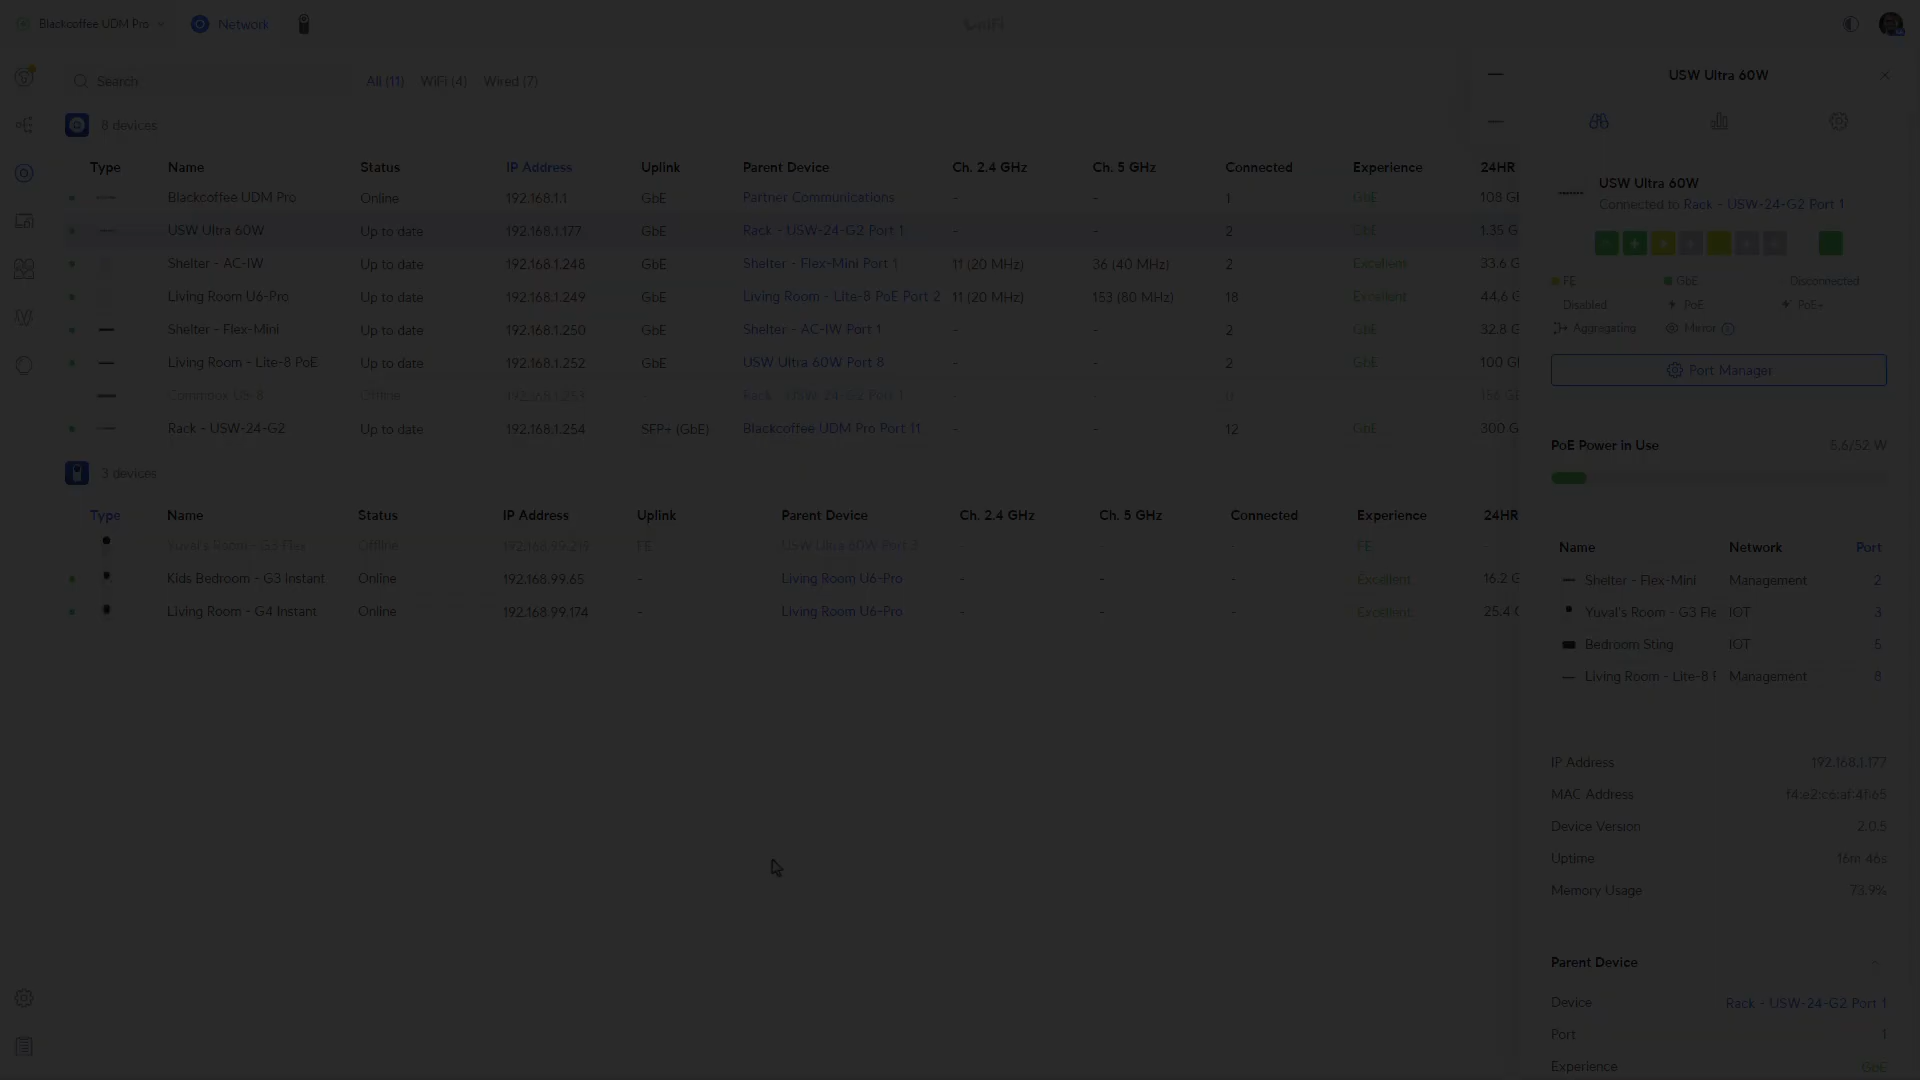 Blackcoffee UDM Pro Network UniFi
Search All (11) WiFi (4) Wired (7)
8 devices
Type Name Status IP Address Uplink Parent Device Ch. 2.4 GHz Ch. 5 GHz Connected Experience 24HR
Blackcoffee UDM Pro Online 192.168.1.1 GbE Partner Communications - - 1 GbE 108 GI
USW Ultra 60W Up to date 192.168.1.177 GbE Rack - USW-24-G2 Port 1 - - 2 GbE 1.35 G
Shelter - AC-IW Up to date 192.168.1.248 GbE Shelter - Flex-Mini Port 1 11 (20 MHz) 36 (40 MHz) 2 Excellent 33.6 G
Living Room U6-Pro Up to date 192.168.1.249 GbE Living Room - Lite-8 PoE Port 2 11 (20 MHz) 153 (80 MHz) 18 Excellent 44.6 G
Shelter - Flex-Mini Up to date 192.168.1.250 GbE Shelter - AC-IW Port 1 - - 2 GbE 32.8 G
Living Room - Lite-8 PoE Up to date 192.168.1.252 GbE USW Ultra 60W Port 8 - - 2 GbE 100 GI
Offline 192.168.1.253 - Rack - USW-24-G2 Port 1 - -
Rack - USW-24-G2 Up to date 192.168.1.254 SFP+ (GbE) Blackcoffee UDM Pro Port 11 - - 12 GbE 300 G
3 devices
Type Name Status IP Address Uplink Parent Device Ch. 2.4 GHz Ch. 5 GHz Connected Experience 24HR
Yuval's Room - G3 Flex Offline 192.168.99.219 FE USW Ultra 60W Port 3 - - - FE -
Kids Bedroom - G3 Instant Online 192.168.99.65 - Living Room U6-Pro - - - Excellent 16.2 G
Living Room - G4 Instant Online 192.168.99.174 - Living Room U6-Pro - - - Excellent 25.4 G
USW Ultra 60W
USW Ultra 60W
Connected to Rack - USW-24-G2 Port 1
FE GbE Disconnected
Disabled PoE PoE+
Aggregating Mirror
Port Manager
PoE Power in Use 5.6/52 W
Name Network Port
Shelter - Flex-Mini Management 2
Yuval's Room - G3 Fle IOT 3
Bedroom Sting IOT 5
Living Room - Lite-8 F Management 8
IP Address 192.168.1.177
MAC Address f4:e2:c6:af:4f:65
Device Version 2.0.5
Uptime 16m 46s
Memory Usage 73.9%
Parent Device
Device Rack - USW-24-G2 Port 1
Port 1
Experience GbE